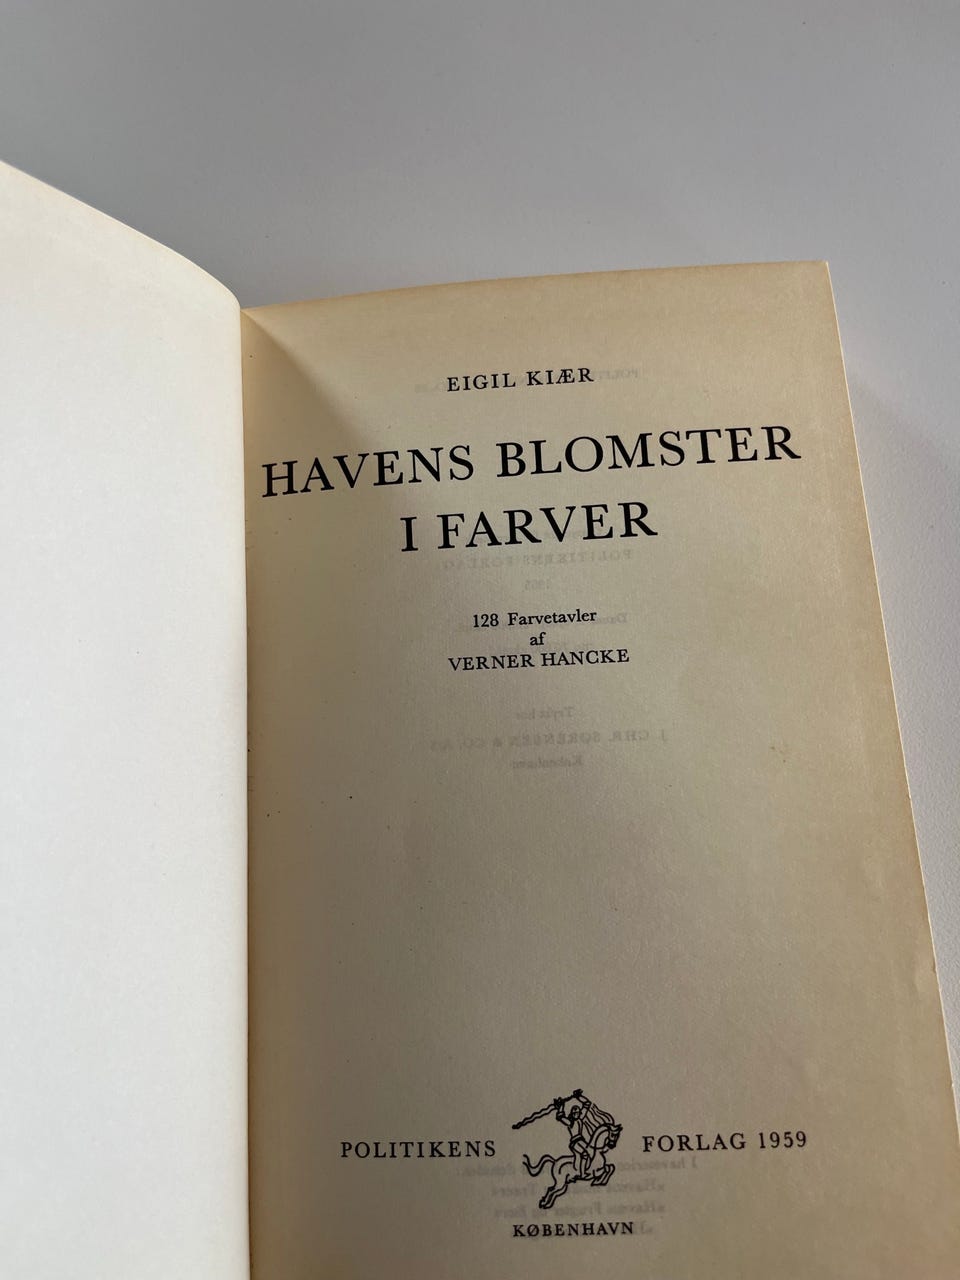 EIGIL KIÆR
HAVENS BLOMSTER
I FARVER
128 Farvetavler
af
VERNER HANCKE
POLITIKENS FORLAG 1959
KØBENHAVN